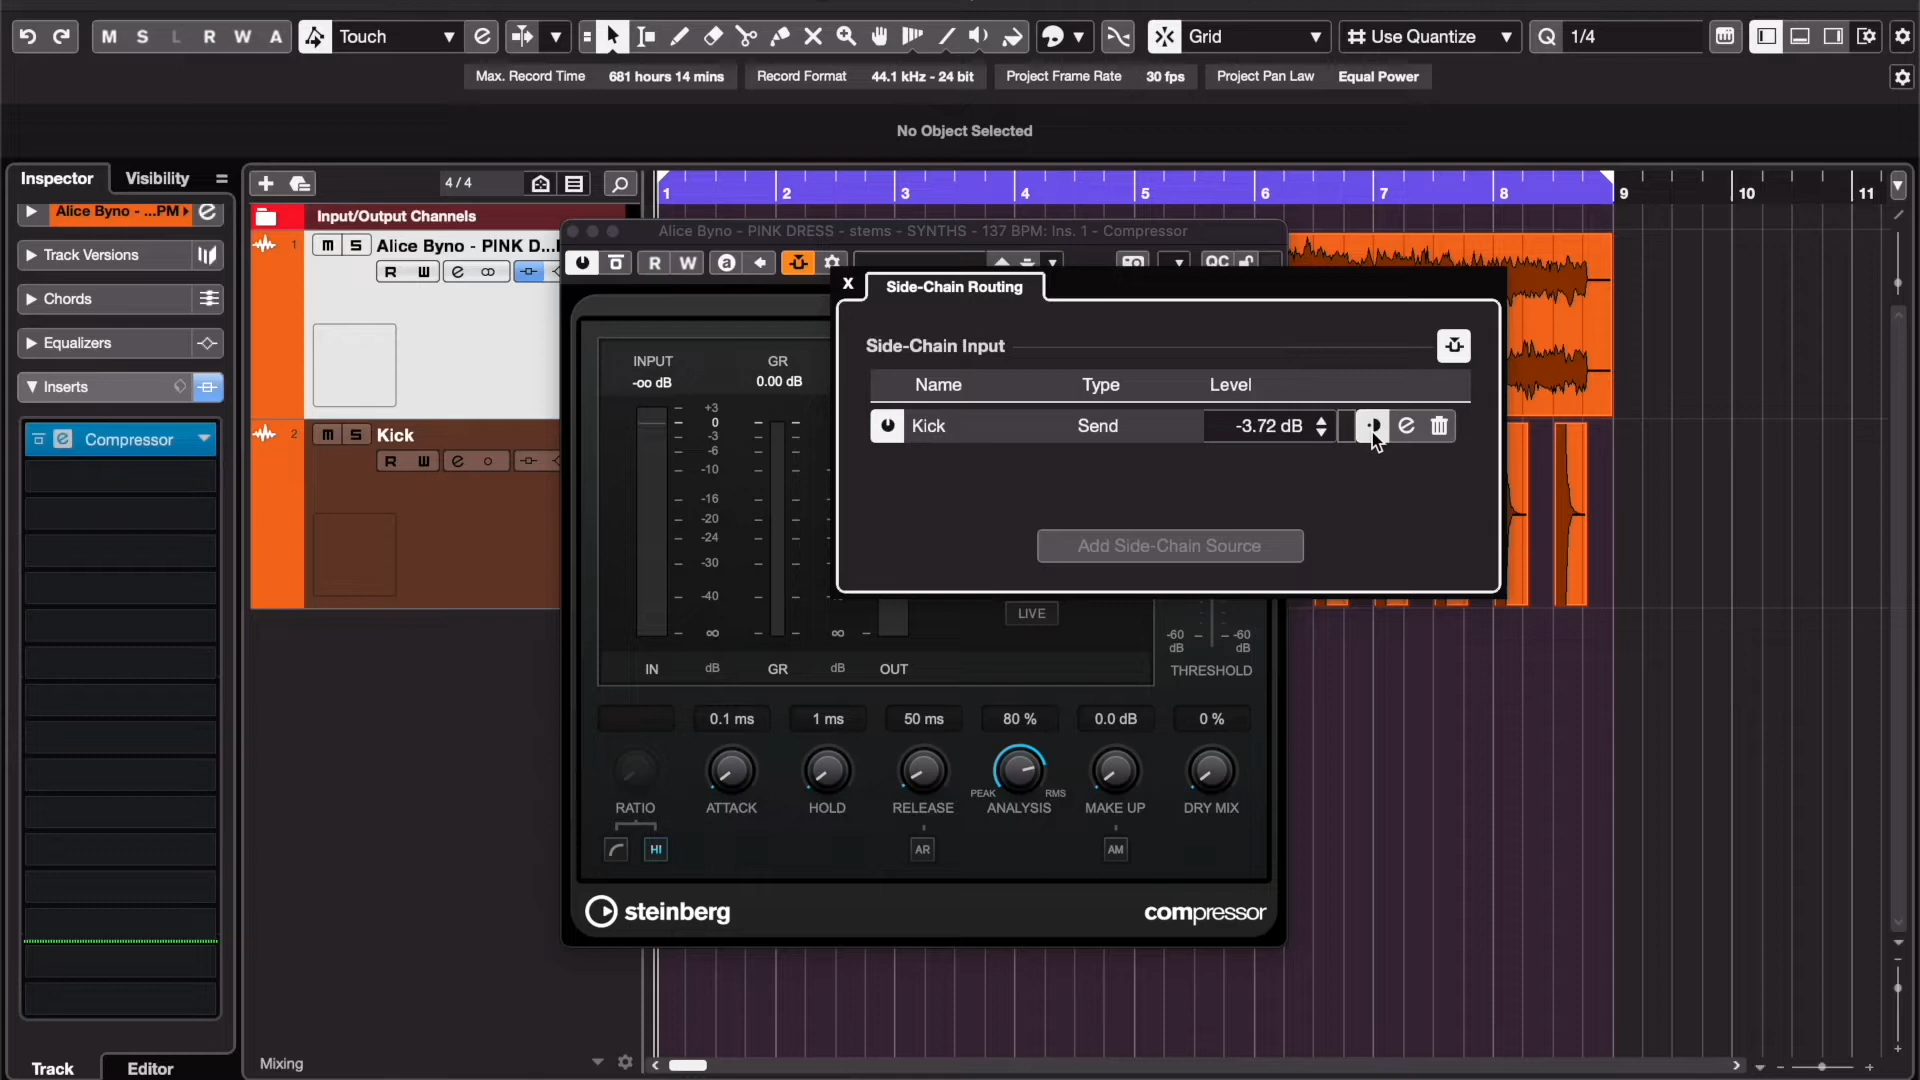 M S L R W A Touch Grid Use Quantize Q 1/4
Max. Record Time 681 hours 14 mins Record Format 44.1 kHz - 24 bit Project Frame Rate 30 fps Project Pan Law Equal Power
No Object Selected
Inspector Visibility 4/4 1 2 3 4 5 6 7 8 9 10 11
Alice Byno - ...PM
Track Versions
Chords
Equalizers
Inserts
Compressor
Input/Output Channels
1 m S Alice Byno - PINK D...
R W e
2 m S Kick
R W e
Alice Byno - PINK DRESS - stems - SYNTHS - 137 BPM: Ins. 1 - Compressor
R W a QC
X Side-Chain Routing
Side-Chain Input
Name Type Level
Kick Send -3.72 dB
Add Side-Chain Source
INPUT GR
-oo dB 0.00 dB
+3
0
-3
-6
-10
-16
-20
-24
-30
-40
∞ ∞
IN dB GR dB OUT
LIVE
-60 -60
dB dB
THRESHOLD
0.1 ms 1 ms 50 ms 80 % 0.0 dB 0 %
PEAK RMS
RATIO ATTACK HOLD RELEASE ANALYSIS MAKE UP DRY MIX
HI AR AM
steinberg compressor
Track Editor Mixing